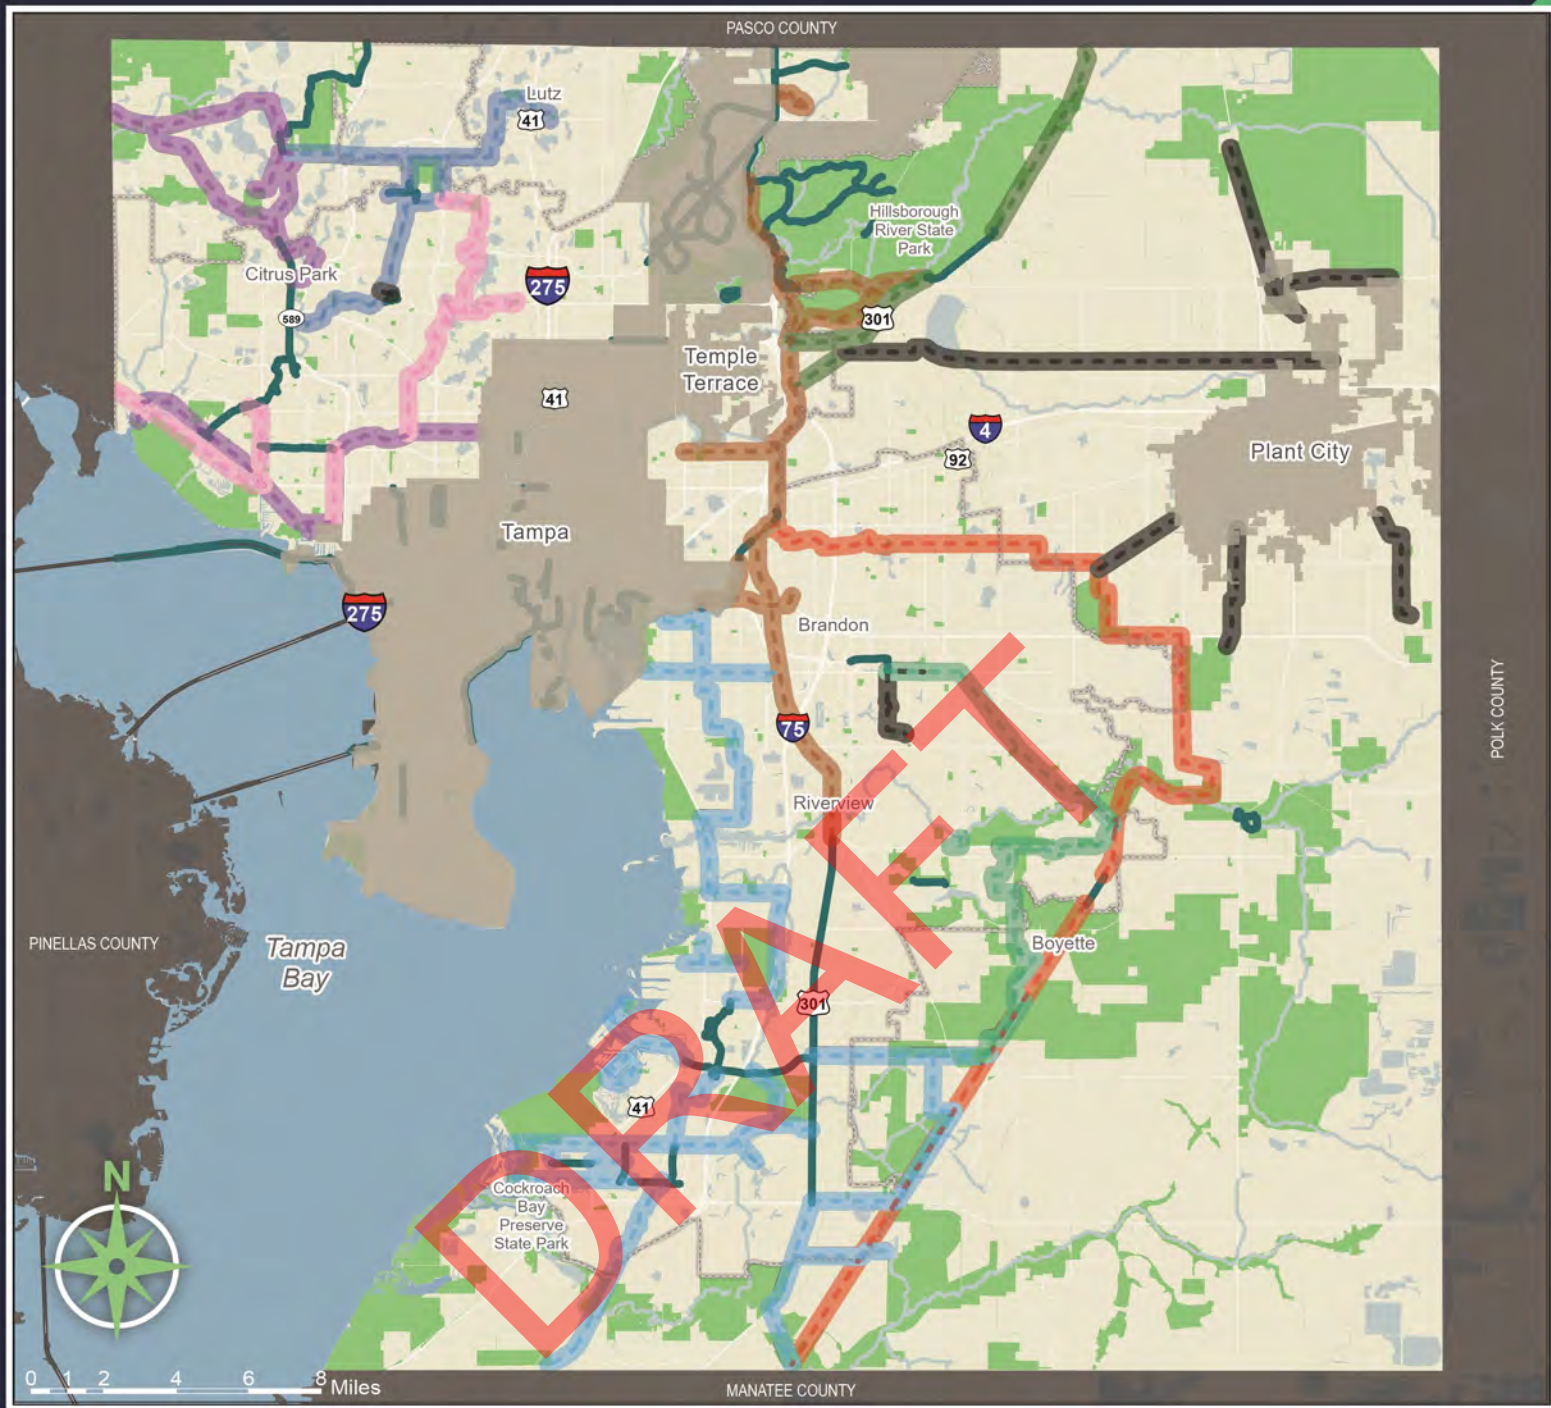 PASCO COUNTY
Lutz
41
Hillsborough
River State
Park
Citrus Park
275
589
301
Temple
Terrace
41
4
92
Plant City
Tampa
275
Brandon
POLK COUNTY
75
Riverview
DRAFT
PINELLAS COUNTY
Tampa
Bay
Boyette
301
41
N
Cockroach
Bay
Preserve
State Park
0 1 2 4 6 8 Miles
MANATEE COUNTY